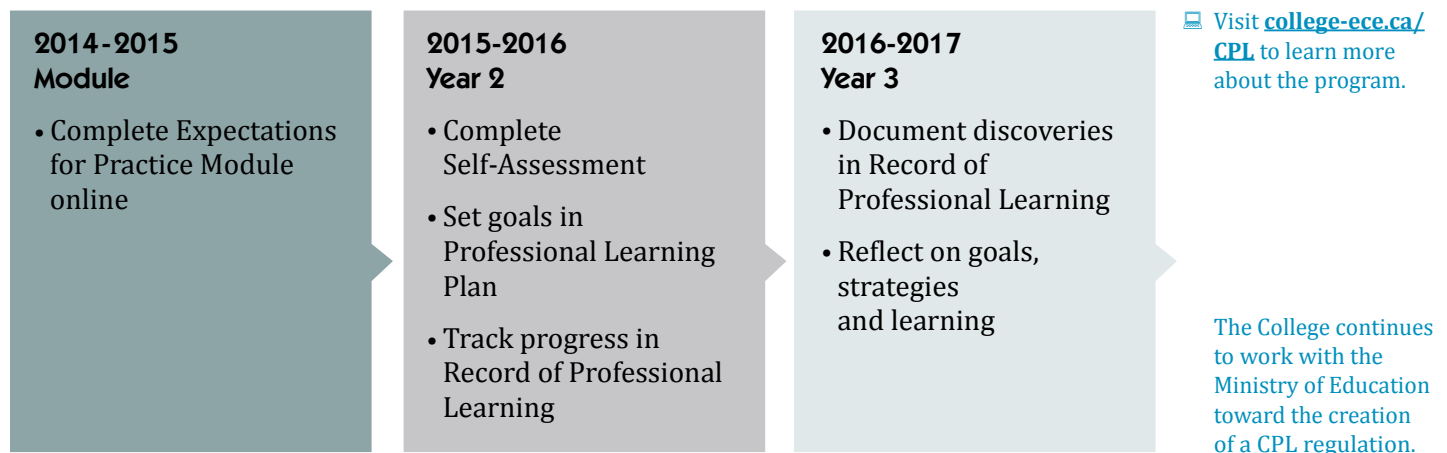 2014-2015
Module
• Complete Expectations
for Practice Module
online
2015-2016
Year 2
• Complete
Self-Assessment
• Set goals in
Professional Learning
Plan
• Track progress in
Record of Professional
Learning
2016-2017
Year 3
• Document discoveries
in Record of
Professional Learning
• Reflect on goals,
strategies
and learning
Visit college-ece.ca/
CPL to learn more
about the program.
The College continues
to work with the
Ministry of Education
toward the creation
of a CPL regulation.